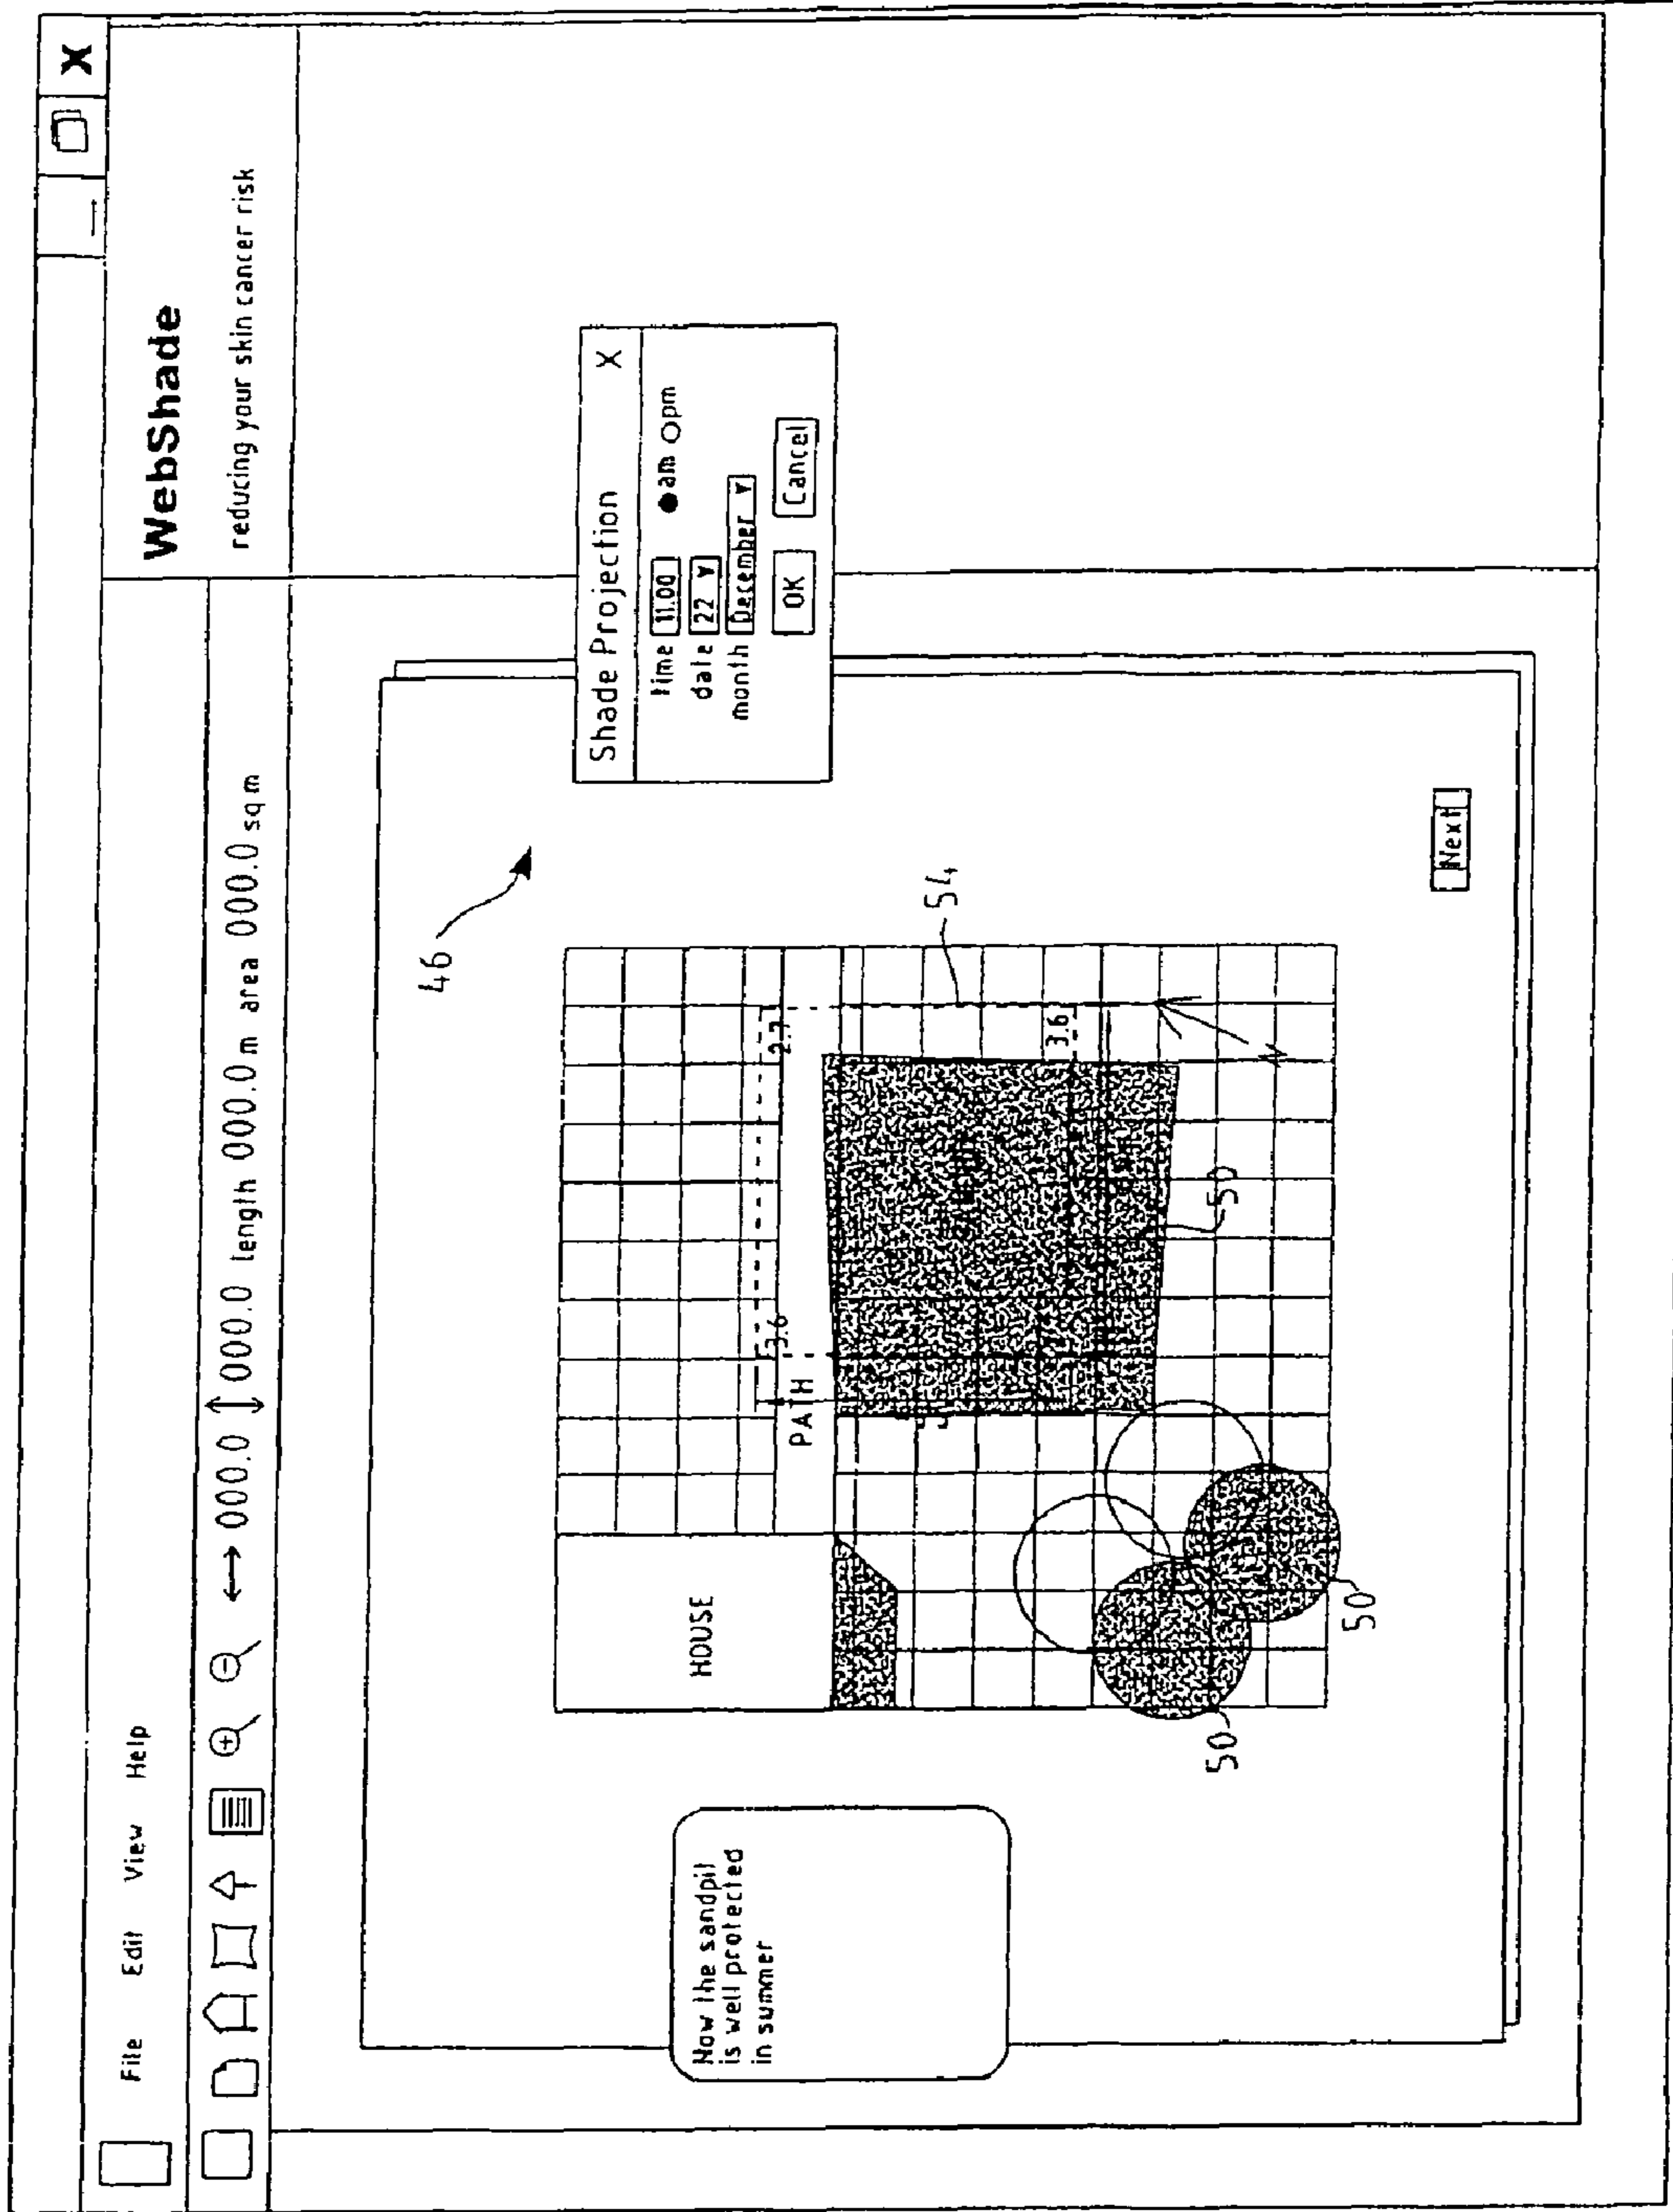 X
WebShade
reducing your skin cancer risk
File Edit View Help
000.0 000.0 length 000.0 m area 000.0 sqm
46
Shade Projection X
time 11.00 am pm
date 22
month December
OK Cancel
Now the sandpit
is well protected
in summer
HOUSE
PATH
3.6
2.7
54
3.6
N
50
50
50
Next